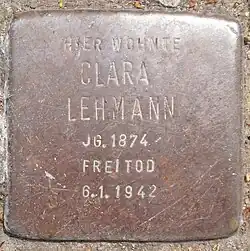 HIER WOHNTE
CLARA
LEHMANN
JG. 1874
FREITOD
6.1.1942